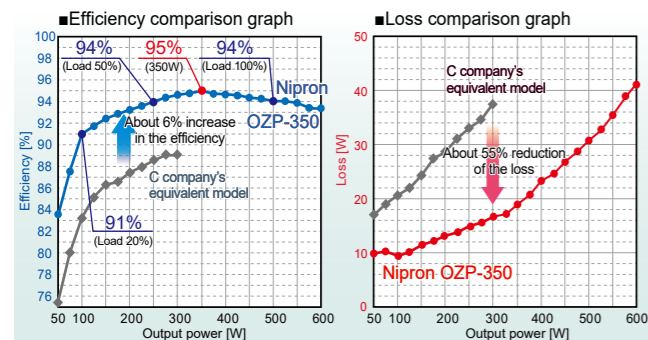 ■Efficiency comparison graph
100
98
96
94
92
90
88
86
84
82
80
78
76
Efficiency [%]
94%
(Load 50%)
95%
(350W)
94%
(Load 100%)
Nipron
OZP-350
About 6% increase
in the efficiency
C company's
equivalent model
91%
(Load 20%)
50 100 200 300 400 500 600
Output power [W]
■Loss comparison graph
50
40
30
20
10
0
Loss [W]
C company's
equivalent model
About 55% reduction
of the loss
Nipron OZP-350
50 100 200 300 400 500 600
Output power [W]